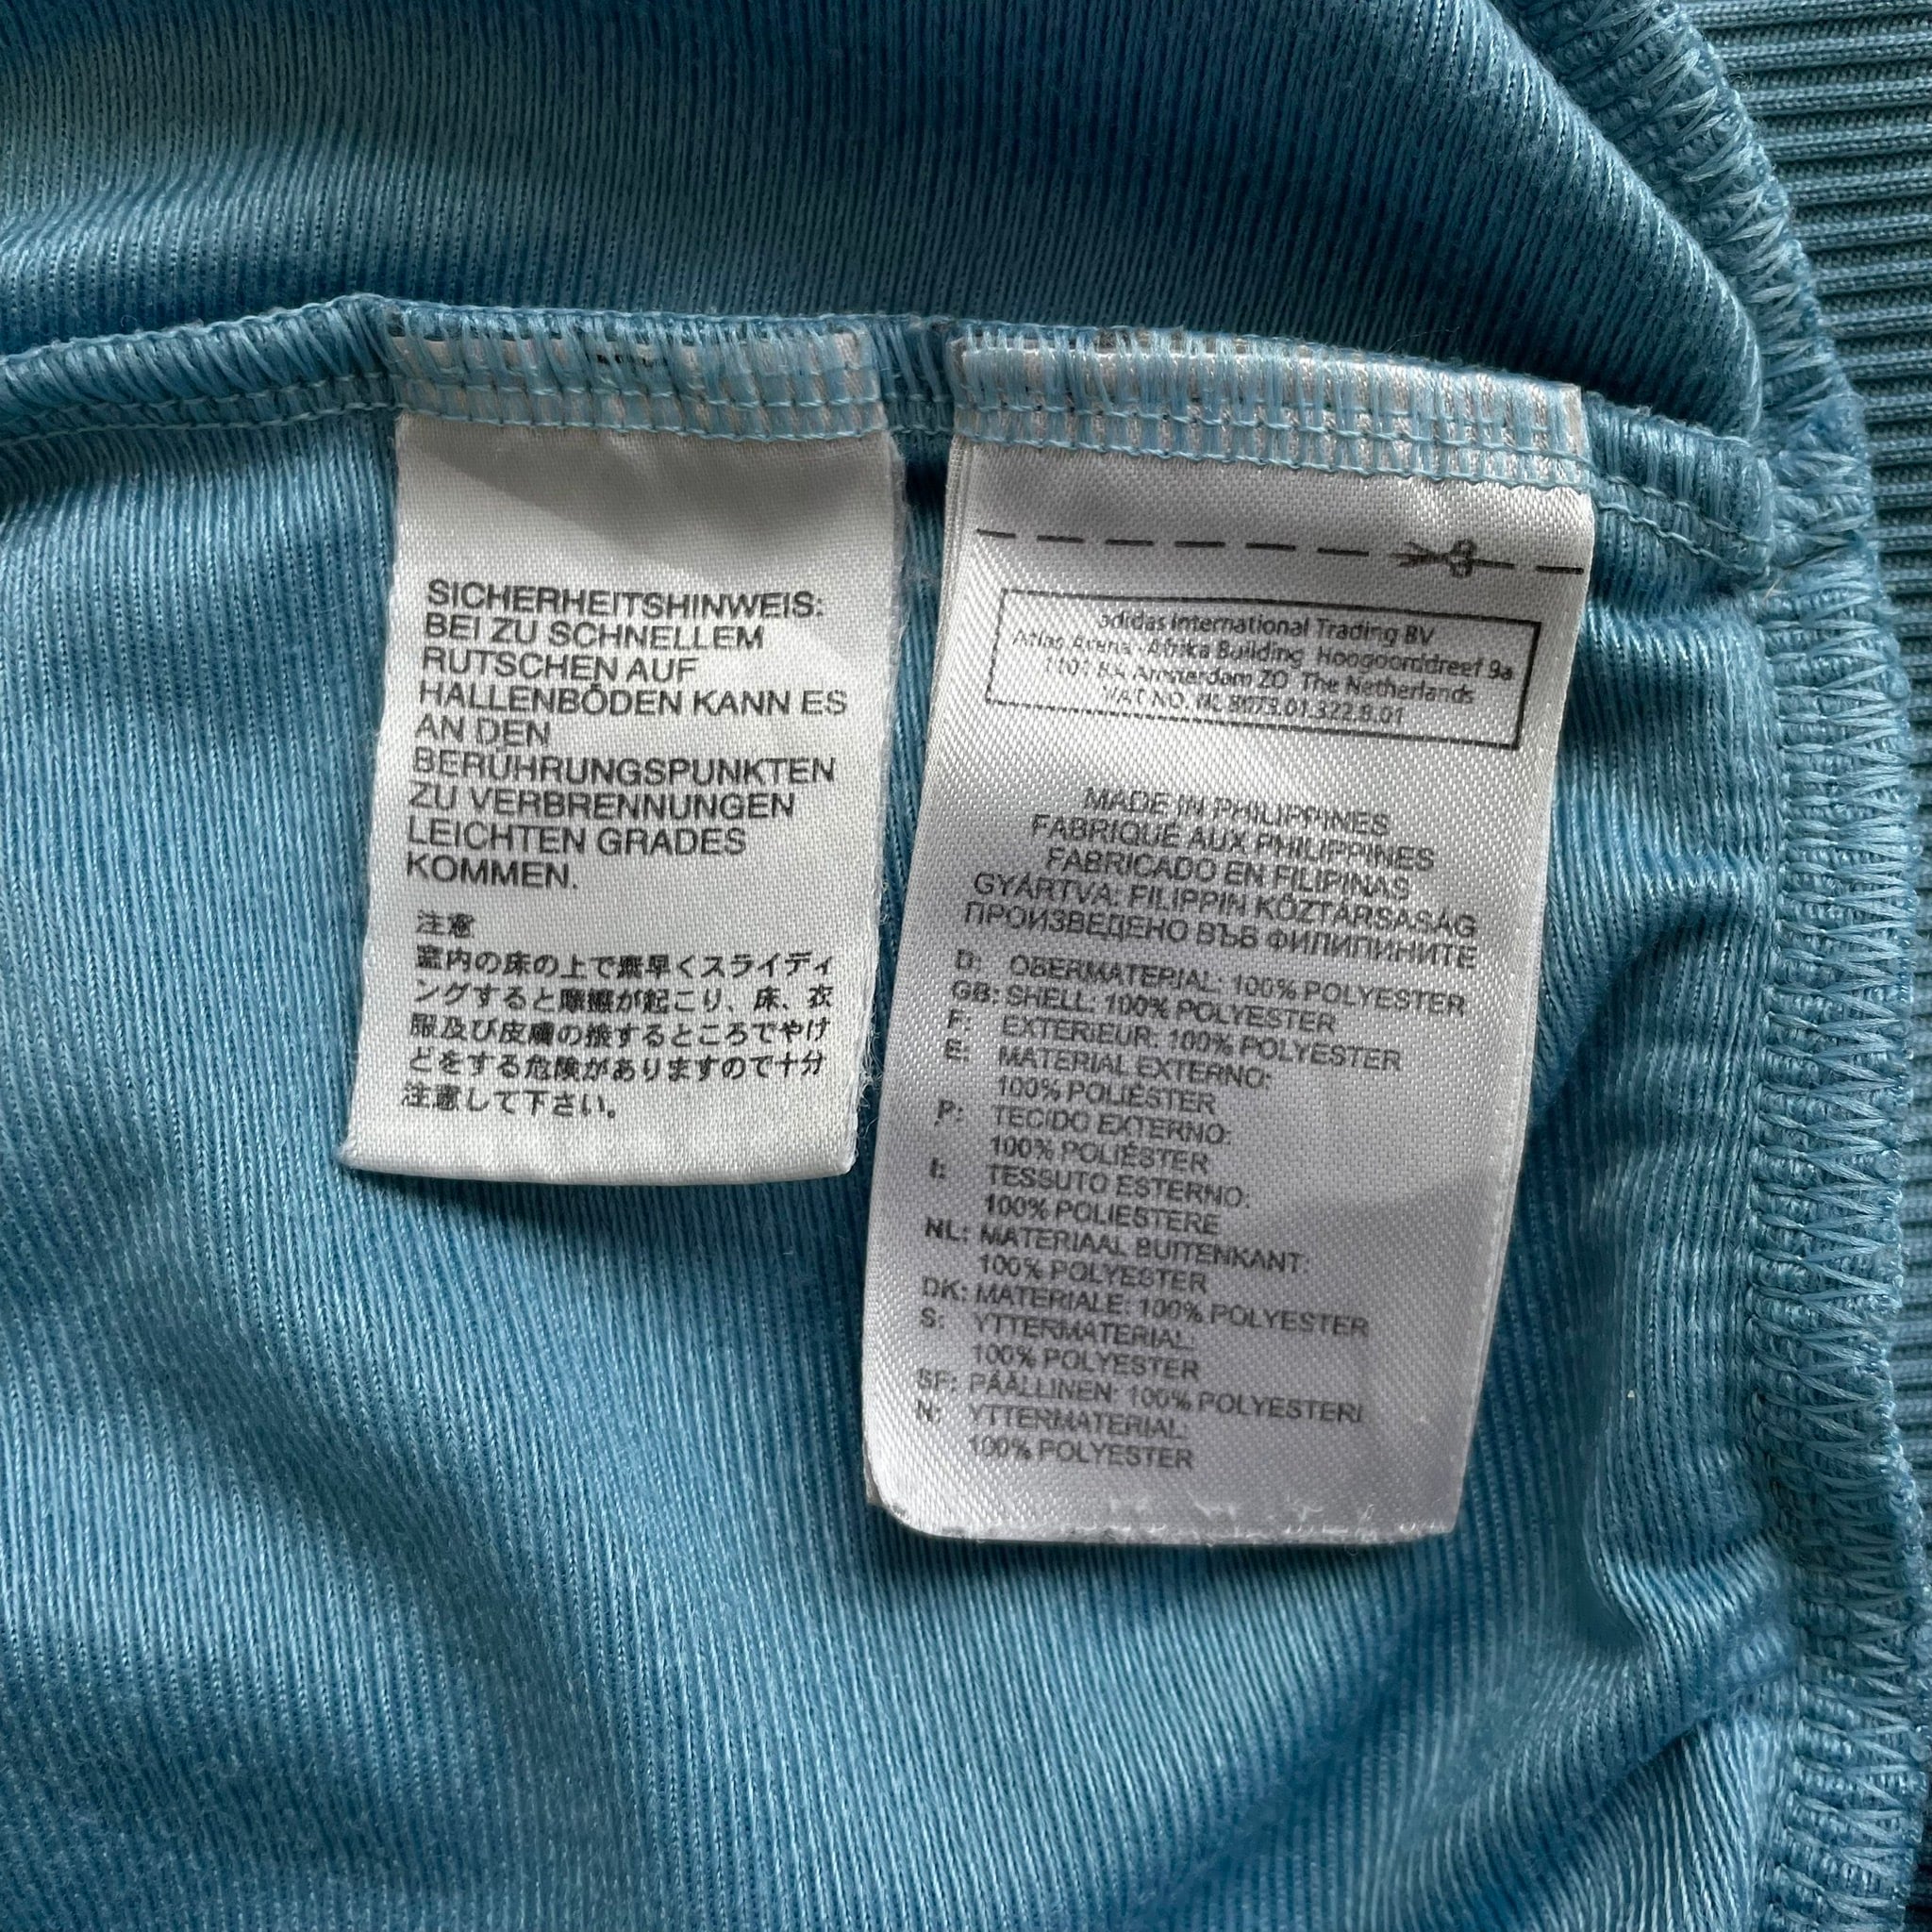 SICHERHEITSHINWEIS:
BEI ZU SCHNELLEM
RUTSCHEN AUF
HALLENBÖDEN KANN ES
AN DEN
BERÜHRUNGSPUNKTEN
ZU VERBRENNUNGEN
LEICHTEN GRADES
KOMMEN.
注意
室内の床の上で素早くスライディ
ングすると摩擦が起こり、床、衣
服及び皮膚の接するところでやけ
どをする危険がありますので十分
注意して下さい。
adidas International Trading BV
Atlas Arena - Afrika Building Hoogoorddreef 9a
1101 BA Amsterdam ZO The Netherlands
VAT NO. NL 8073.01.322.B.01
MADE IN PHILIPPINES
FABRIQUÉ AUX PHILIPPINES
FABRICADO EN FILIPINAS
GYÁRTVA: FILIPPIN KÖZTÁRSASÁG
ПРОИЗВЕДЕНО ВЪВ ФИЛИПИНИТЕ
D: OBERMATERIAL: 100% POLYESTER
GB: SHELL: 100% POLYESTER
F: EXTERIEUR: 100% POLYESTER
E: MATERIAL EXTERNO:
100% POLIÉSTER
P: TECIDO EXTERNO:
100% POLIÉSTER
I: TESSUTO ESTERNO:
100% POLIESTERE
NL: MATERIAAL BUITENKANT:
100% POLYESTER
DK: MATERIALE: 100% POLYESTER
S: YTTERMATERIAL:
100% POLYESTER
SF: PÄÄLLINEN: 100% POLYESTERI
N: YTTERMATERIAL:
100% POLYESTER